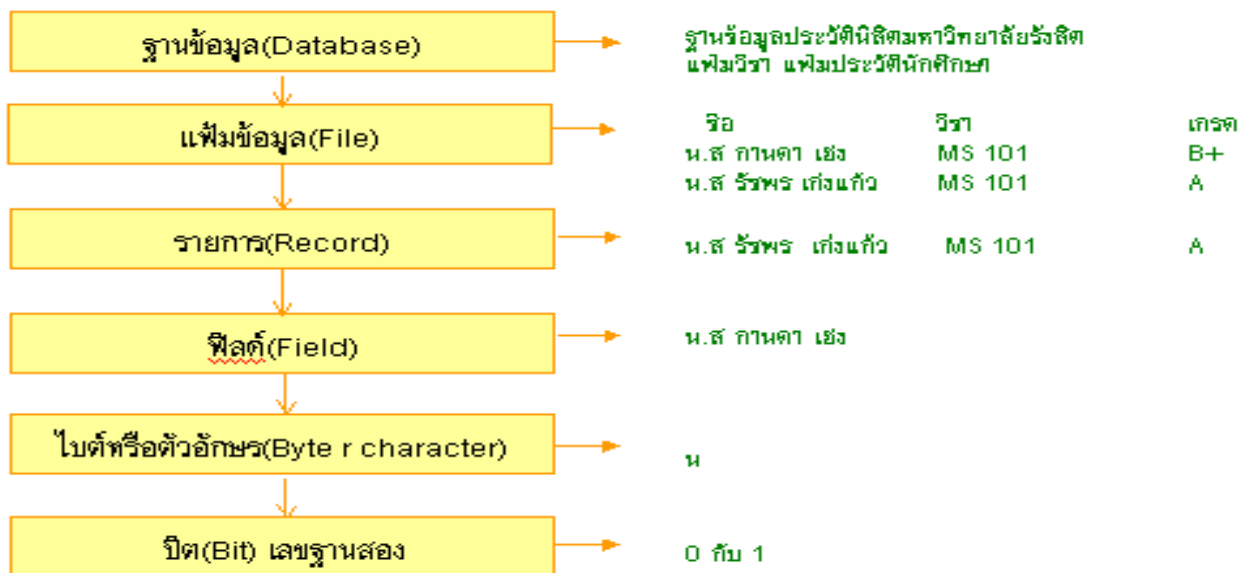 ฐานข้อมูล(Database)
ฐานข้อมูลประวัตินิสิตมหาวิทยาลัยรังสิต
แฟ้มวิชา แฟ้มประวัตินักศึกษา
แฟ้มข้อมูล(File)
ชื่อ วิชา เกรด
น.ส กานดา เฮง MS 101 B+
น.ส รัชพร เก่งแก้ว MS 101 A
รายการ(Record)
น.ส รัชพร เก่งแก้ว MS 101 A
ฟิลด์(Field)
น.ส กานดา เฮง
ไบต์หรือตัวอักษร(Byte r character)
น
บิต(Bit) เลขฐานสอง
0 กับ 1